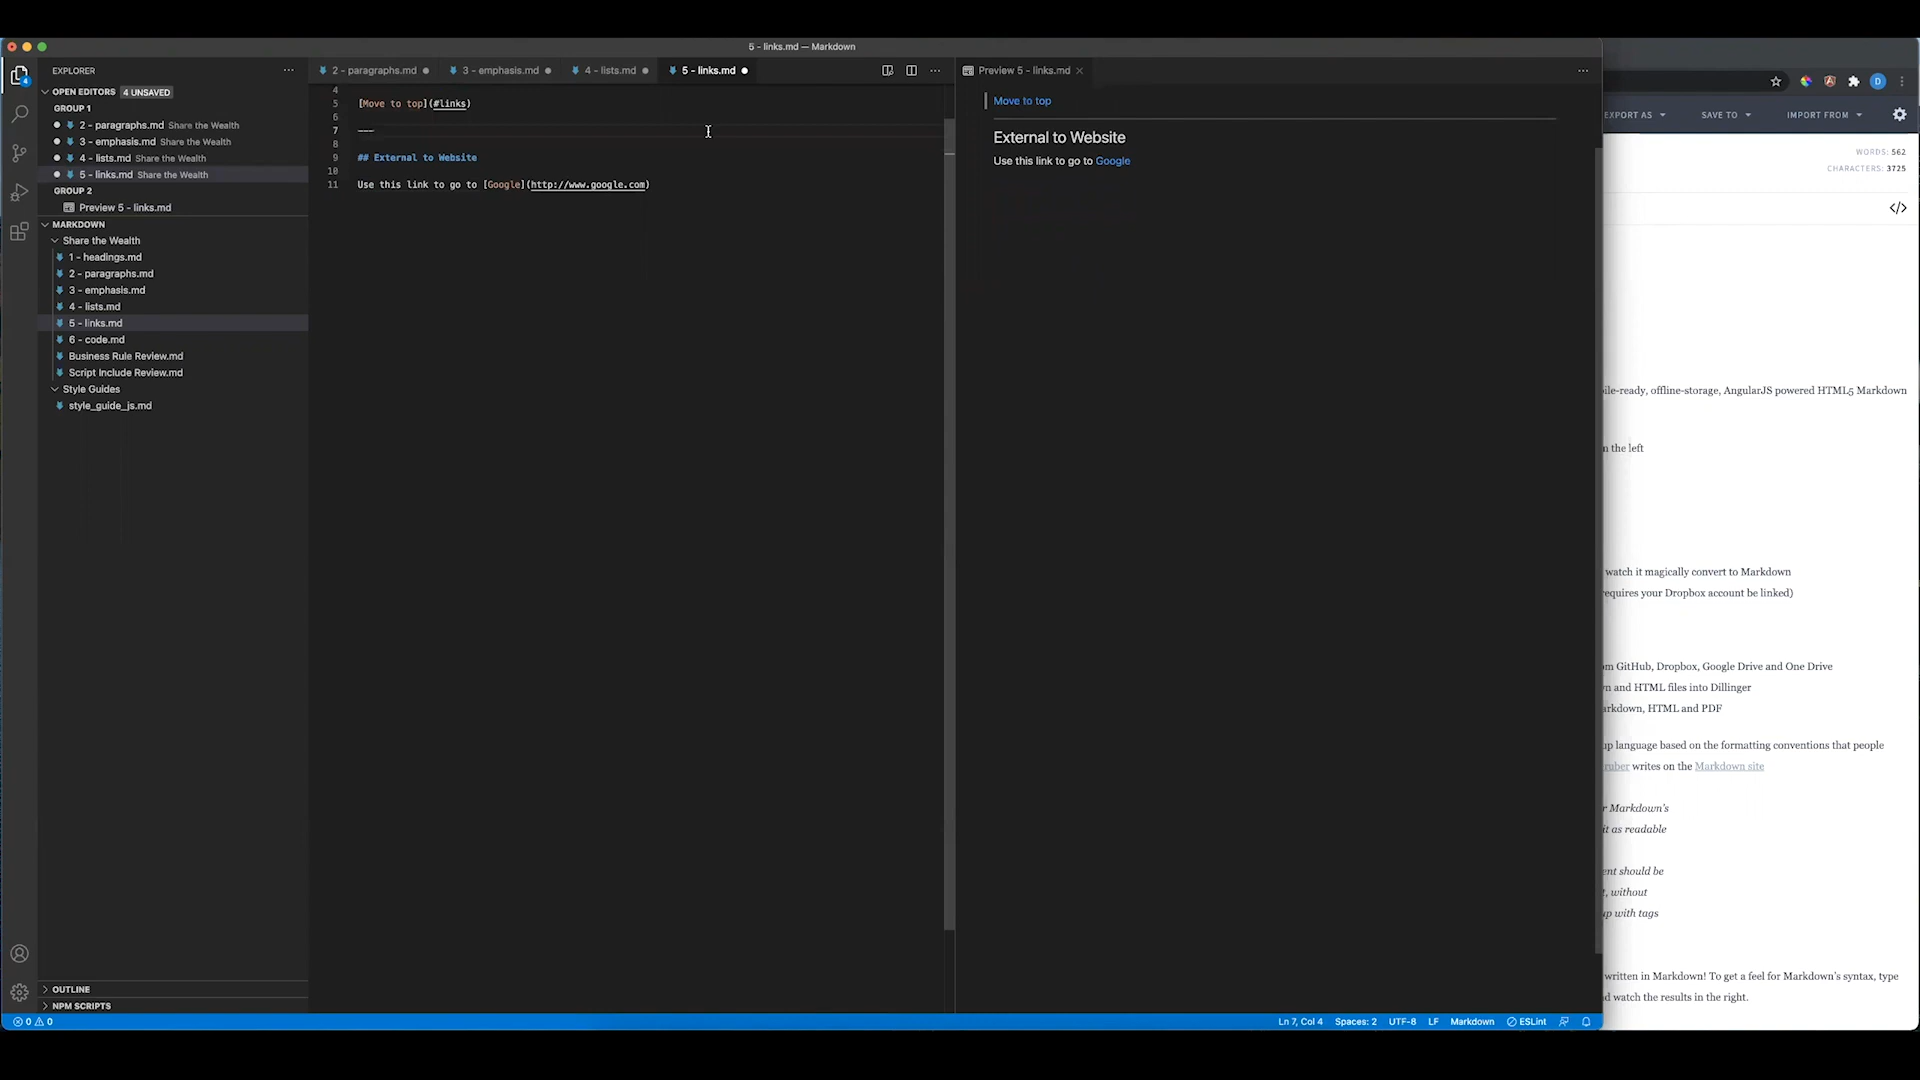 5 - links.md — Markdown
EXPLORER
OPEN EDITORS 4 UNSAVED
GROUP 1
2 - paragraphs.md Share the Wealth
3 - emphasis.md Share the Wealth
4 - lists.md Share the Wealth
5 - links.md Share the Wealth
GROUP 2
Preview 5 - links.md
MARKDOWN
Share the Wealth
1 - headings.md
2 - paragraphs.md
3 - emphasis.md
4 - lists.md
5 - links.md
6 - code.md
Business Rule Review.md
Script Include Review.md
Style Guides
style_guide_js.md
OUTLINE
NPM SCRIPTS
4
2 - paragraphs.md
3 - emphasis.md
4 - lists.md
5 - links.md
4
5 [Move to top](#links)
6
7 ---
8
9 ## External to Website
10
11 Use this link to go to [Google](http://www.google.com)
Preview 5 - links.md
Move to top
External to Website
Use this link to go to Google
0 0
Ln 7, Col 4
Spaces: 2
UTF-8
LF
Markdown
ESLint
D
EXPORT AS
SAVE TO
IMPORT FROM
WORDS: 562
CHARACTERS: 3725
</>
ile-ready, offline-storage, AngularJS powered HTML5 Markdown
n the left
watch it magically convert to Markdown
requires your Dropbox account be linked)
om GitHub, Dropbox, Google Drive and One Drive
n and HTML files into Dillinger
arkdown, HTML and PDF
up language based on the formatting conventions that people
ruber writes on the Markdown site
r Markdown's
it as readable
ent should be
t, without
up with tags
written in Markdown! To get a feel for Markdown's syntax, type
d watch the results in the right.